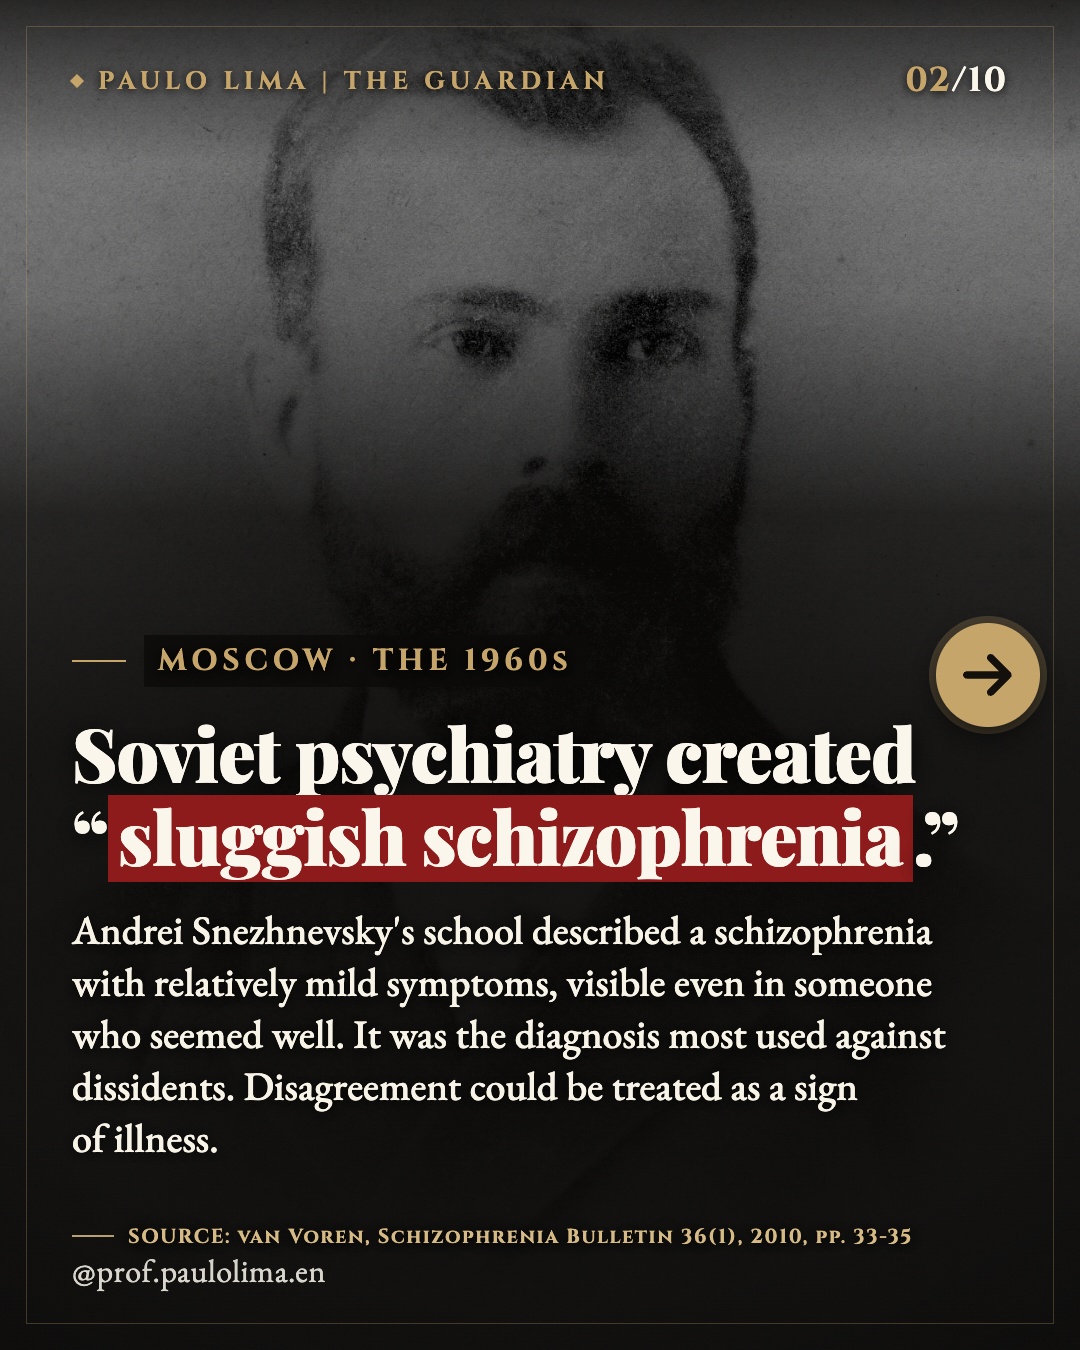 ◆ PAULO LIMA | THE GUARDIAN
02/10
MOSCOW · THE 1960s
Soviet psychiatry created
“sluggish schizophrenia.”
Andrei Snezhnevsky's school described a schizophrenia
with relatively mild symptoms, visible even in someone
who seemed well. It was the diagnosis most used against
dissidents. Disagreement could be treated as a sign
of illness.
SOURCE: van Voren, Schizophrenia Bulletin 36(1), 2010, pp. 33-35
@prof.paulolima.en